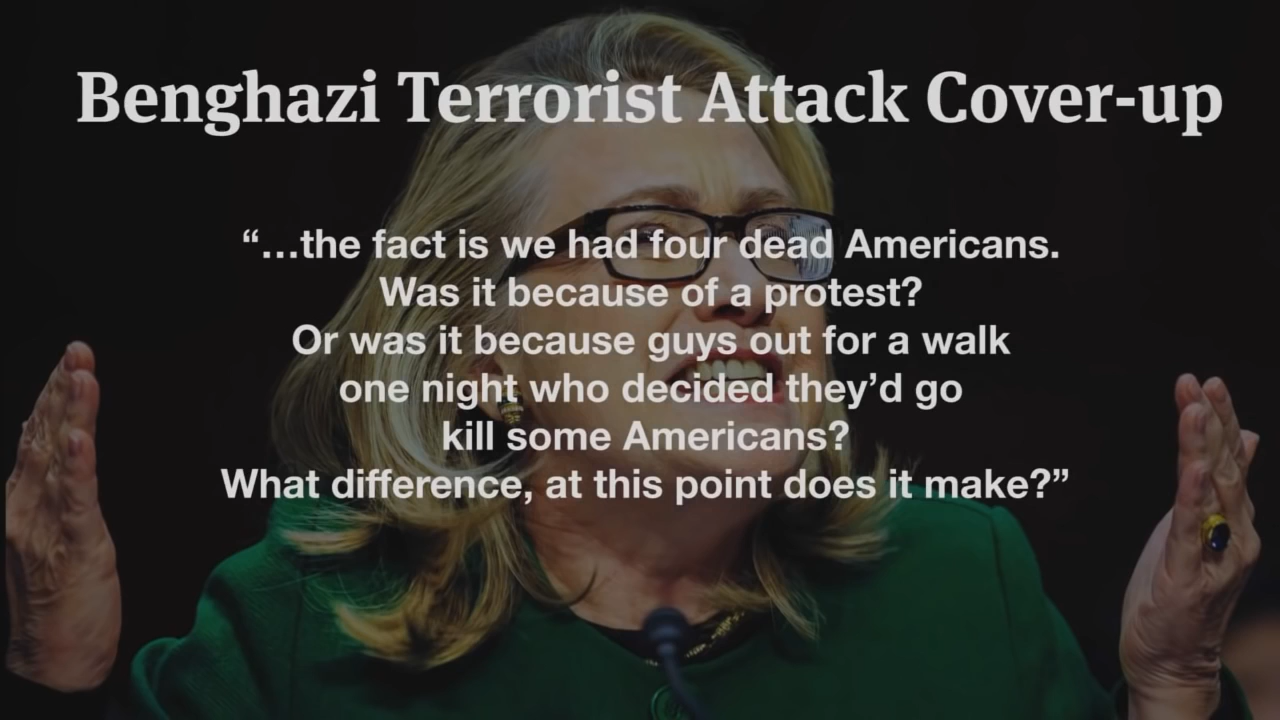 Benghazi Terrorist Attack Cover-up
“…the fact is we had four dead Americans.
Was it because of a protest?
Or was it because guys out for a walk
one night who decided they’d go
kill some Americans?
What difference, at this point does it make?”